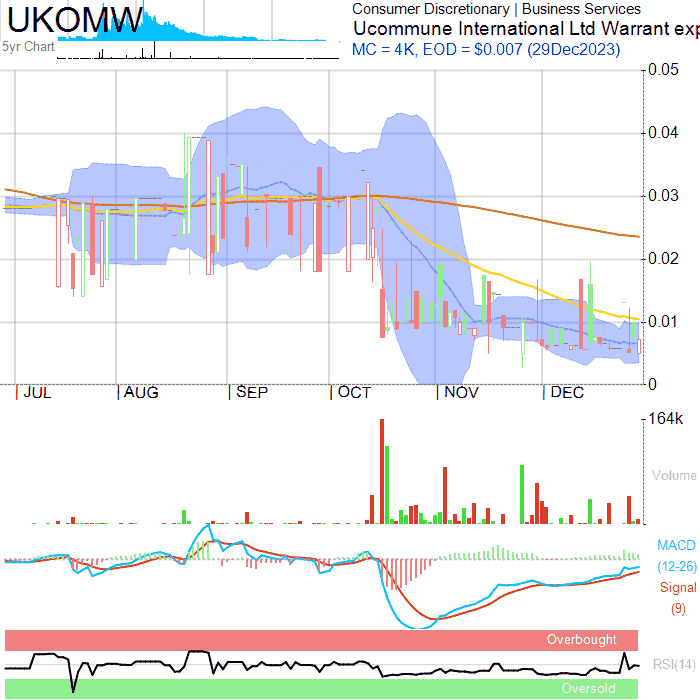 UKOMW
5yr Chart
Consumer Discretionary | Business Services
Ucommune International Ltd Warrant exp
MC = 4K, EOD = $0.007 (29Dec2023)
0.05
0.04
0.03
0.02
0.01
0
JUL AUG SEP OCT NOV DEC
164k
Volume
MACD
(12-26)
Signal
(9)
Overbought
RSI(14)
Oversold